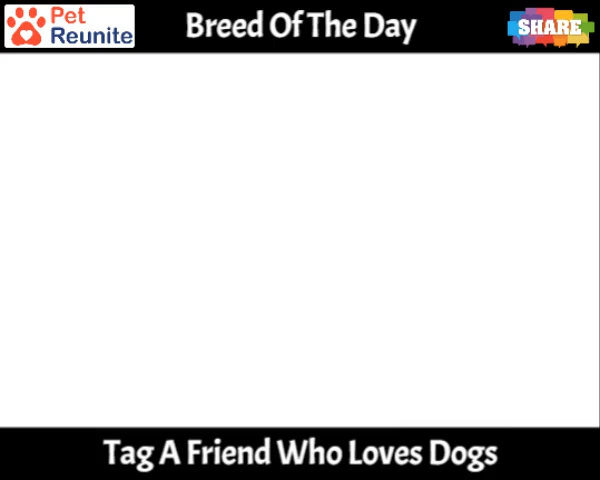 Pet
Reunite
Breed Of The Day
SHARE
Tag A Friend Who Loves Dogs